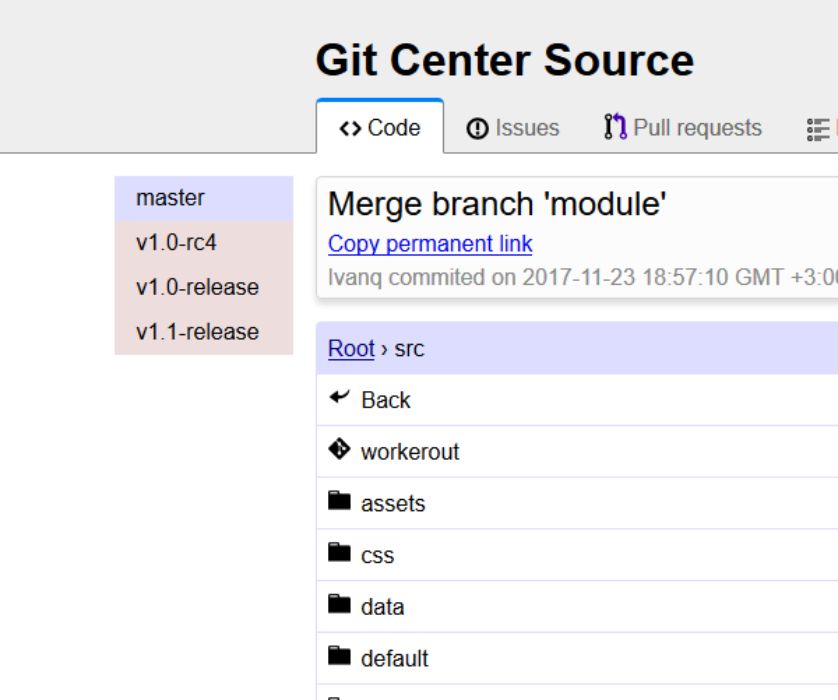 Git Center Source
Code Issues Pull requests
master
v1.0-rc4
v1.0-release
v1.1-release
Merge branch 'module'
Copy permanent link
Ivanq commited on 2017-11-23 18:57:10 GMT +3:00
Root › src
Back
workerout
assets
css
data
default